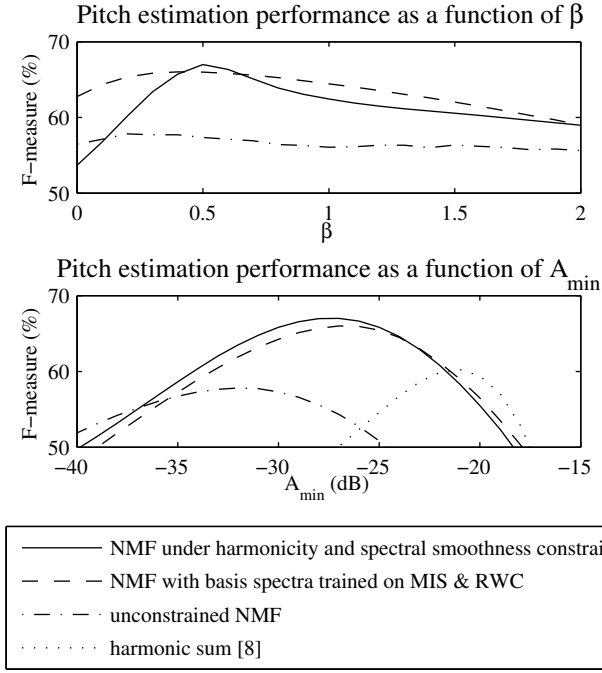 Pitch estimation performance as a function of β
70
60
50
F−measure (%)
0
0.5
1
1.5
2
β
Pitch estimation performance as a function of A_min
70
60
50
F−measure (%)
−40
−35
−30
−25
−20
−15
A_min (dB)
NMF under harmonicity and spectral smoothness constrai
NMF with basis spectra trained on MIS & RWC
unconstrained NMF
harmonic sum [8]